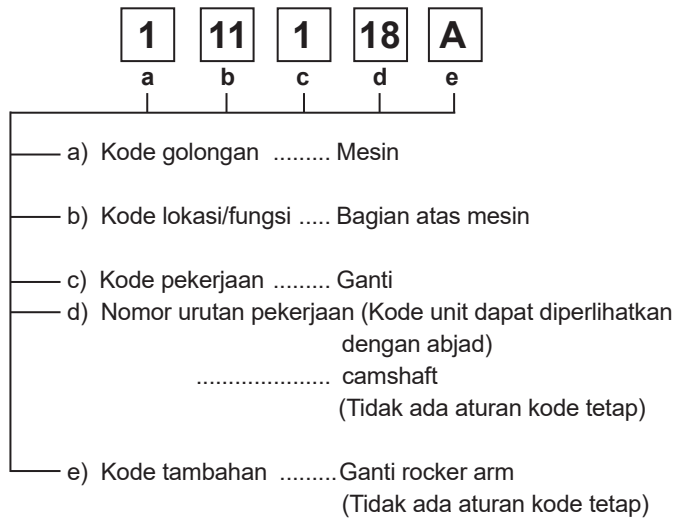 1 11 1 18 A
a b c d e
a) Kode golongan ......... Mesin
b) Kode lokasi/fungsi ..... Bagian atas mesin
c) Kode pekerjaan ......... Ganti
d) Nomor urutan pekerjaan (Kode unit dapat diperlihatkan
dengan abjad)
..................... camshaft
(Tidak ada aturan kode tetap)
e) Kode tambahan .........Ganti rocker arm
(Tidak ada aturan kode tetap)